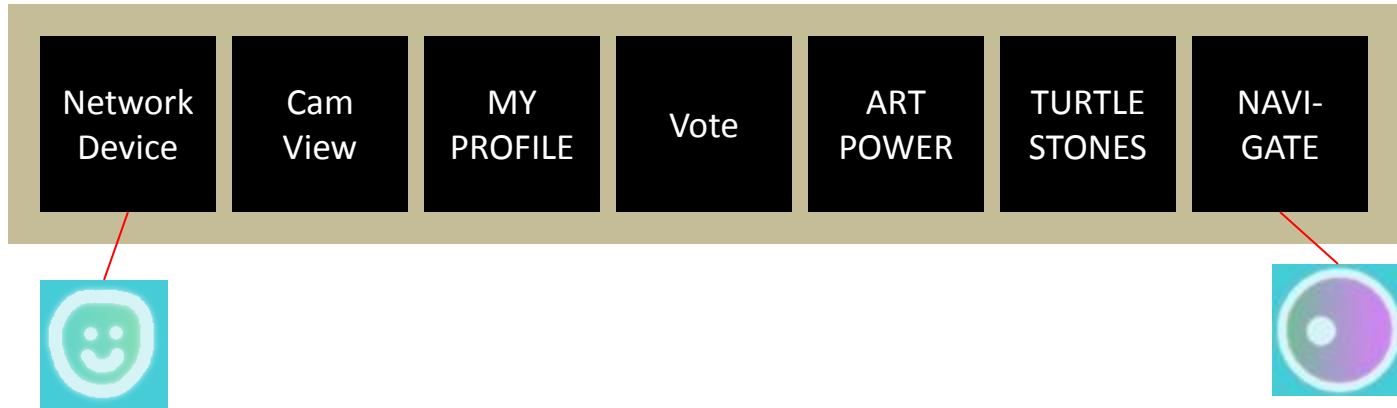 Network
Device
Cam
View
MY
PROFILE
Vote
ART
POWER
TURTLE
STONES
NAVI-
GATE